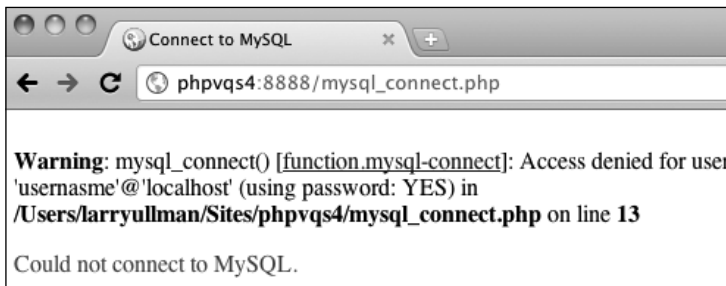 Connect to MySQL
phpvqs4:8888/mysql_connect.php
Warning: mysql_connect() [function.mysql-connect]: Access denied for user
'usernasme'@'localhost' (using password: YES) in
/Users/larryullman/Sites/phpvqs4/mysql_connect.php on line 13
Could not connect to MySQL.